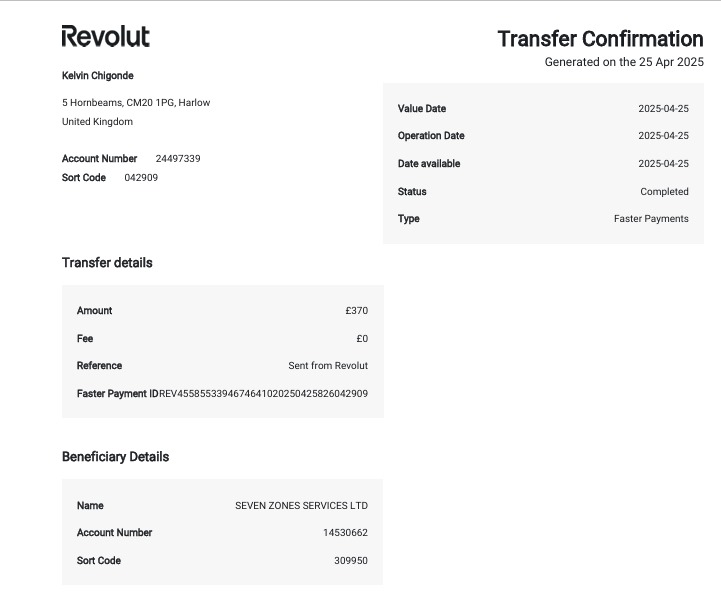 Revolut
Transfer Confirmation
Generated on the 25 Apr 2025
Kelvin Chigonde
5 Hornbeams, CM20 1PG, Harlow
United Kingdom
Account Number 24497339
Sort Code 042909
Value Date 2025-04-25
Operation Date 2025-04-25
Date available 2025-04-25
Status Completed
Type Faster Payments
Transfer details
Amount £370
Fee £0
Reference Sent from Revolut
Faster Payment IDREV455855339467464102020250425826042909
Beneficiary Details
Name SEVEN ZONES SERVICES LTD
Account Number 14530662
Sort Code 309950